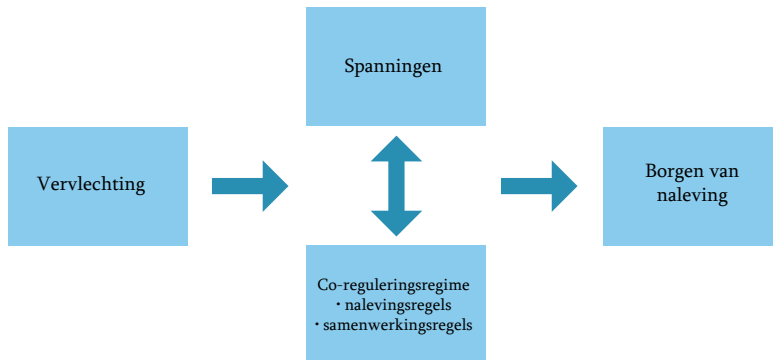 Spanningen
Vervlechting
Borgen van
naleving
Co-reguleringsregime
• nalevingsregels
• samenwerkingsregels